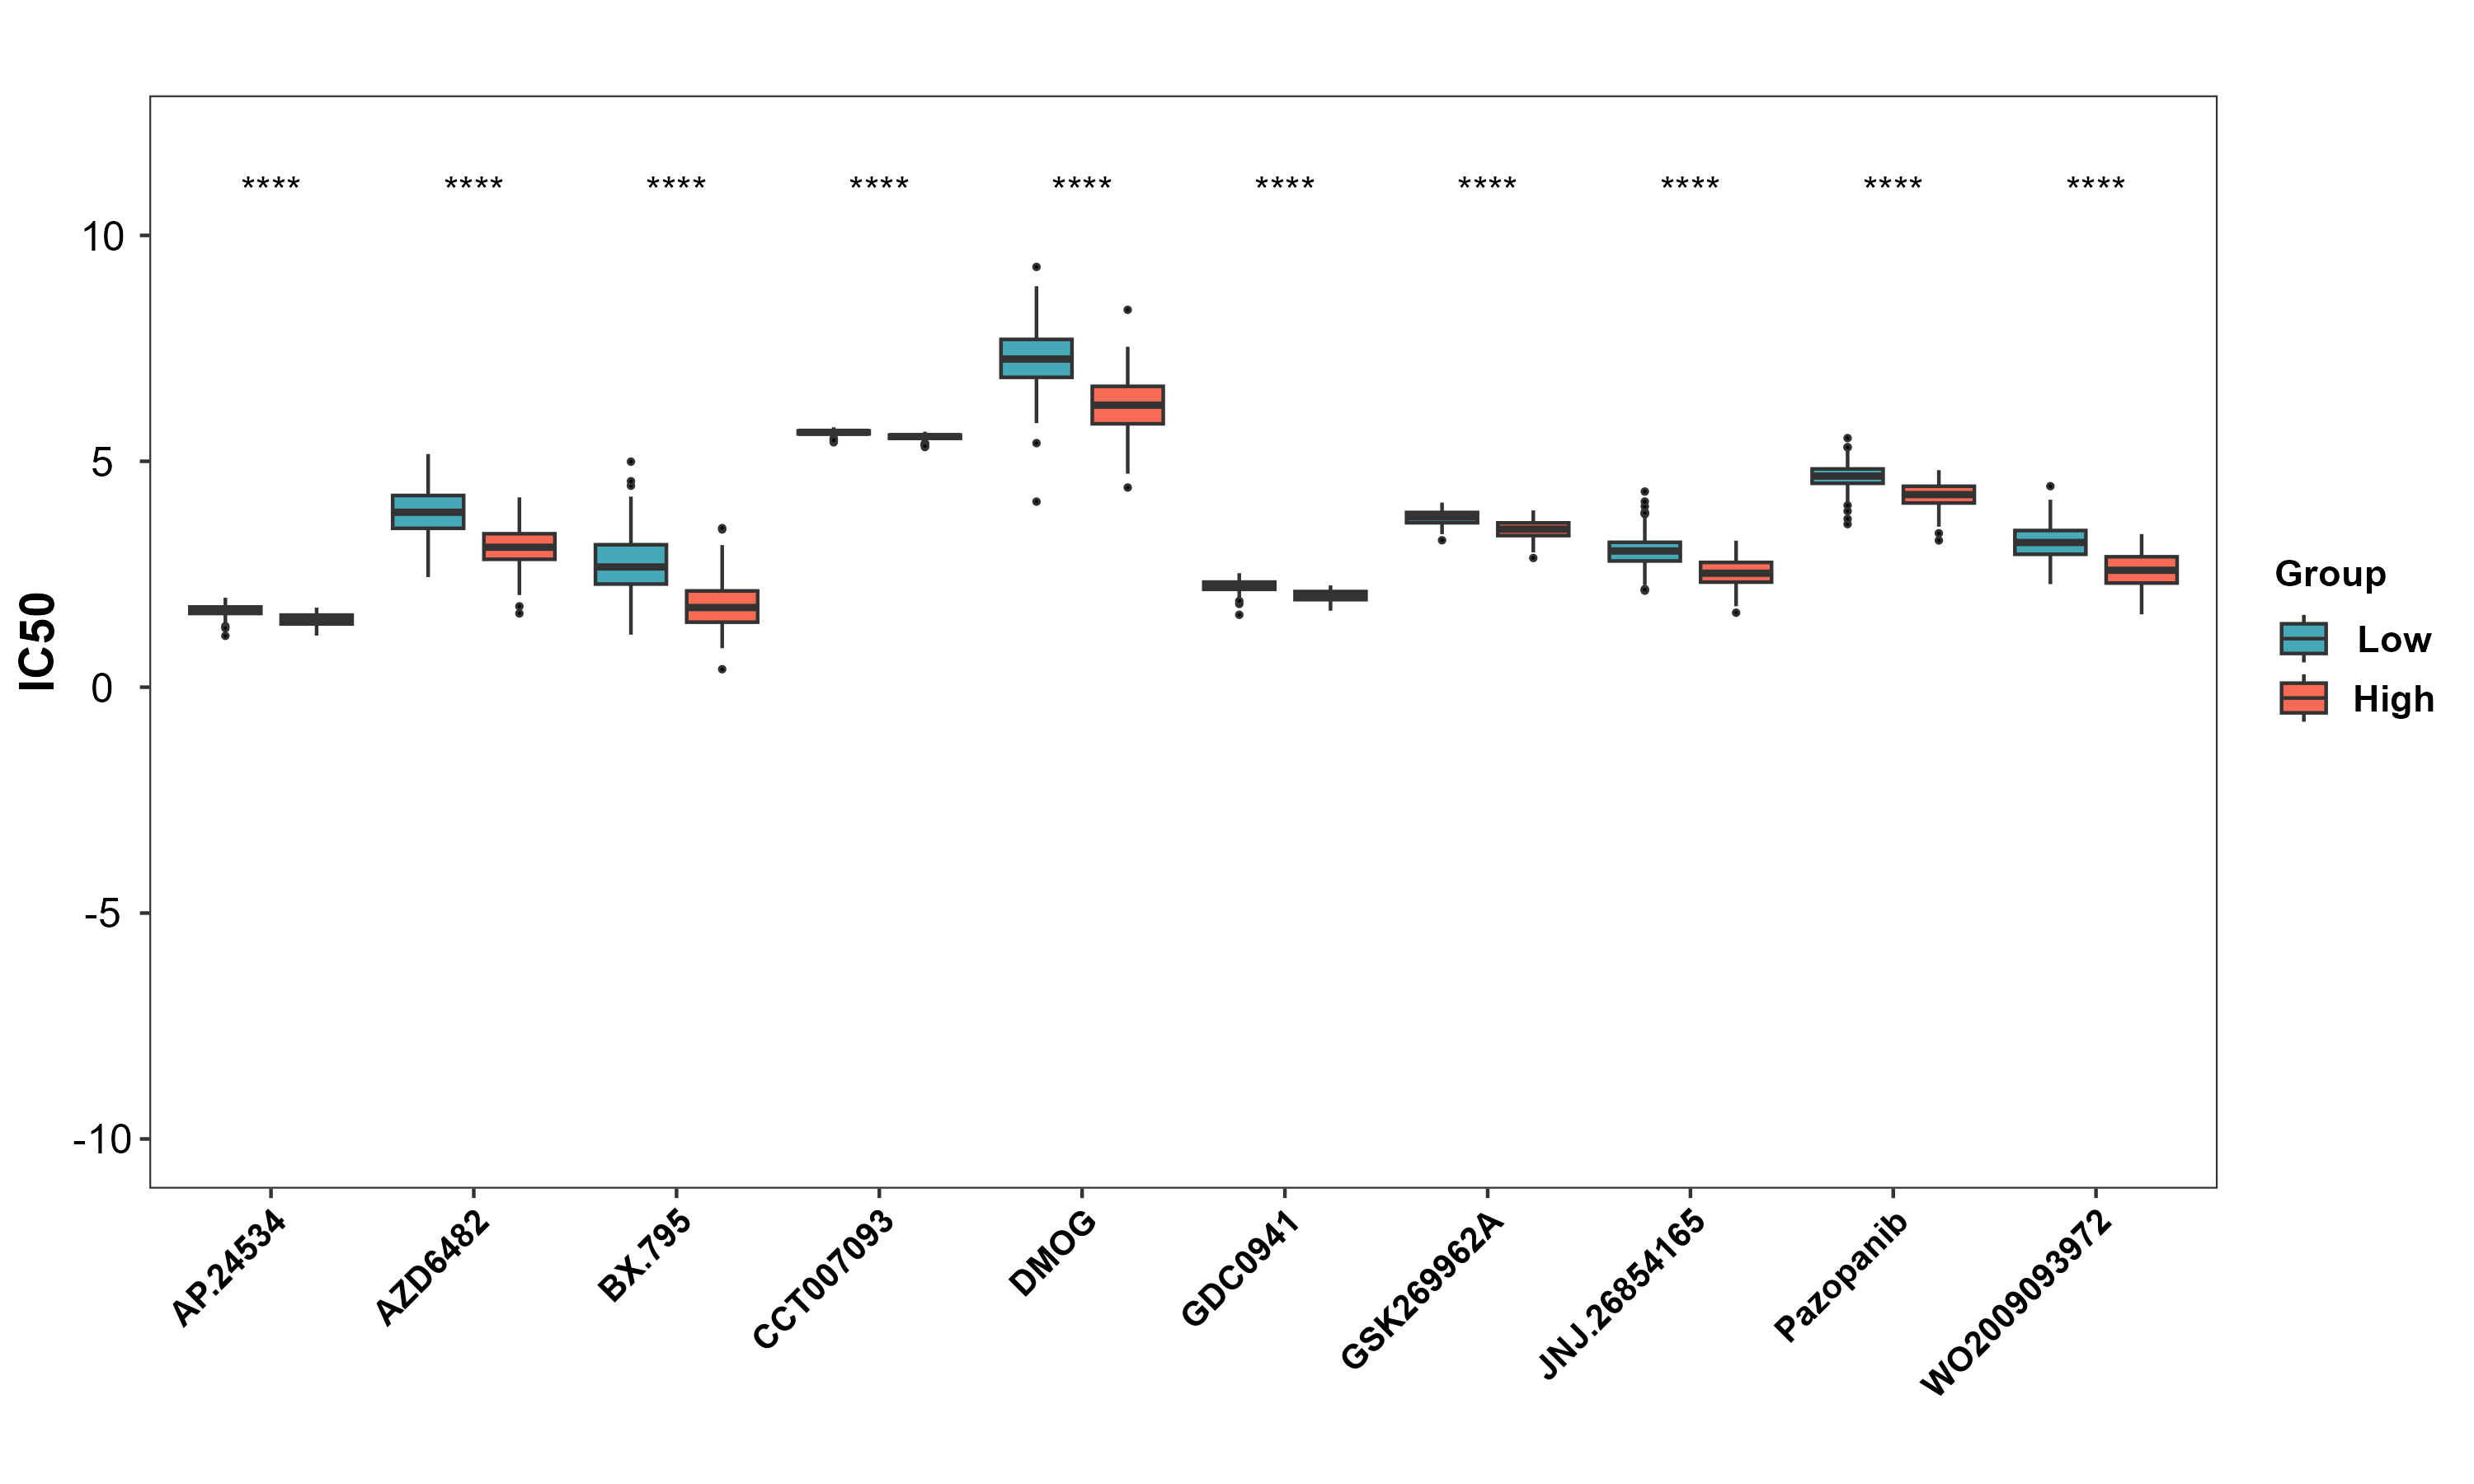 **** **** **** **** **** **** **** **** **** ****
10
5
0
-5
-10
IC50
AP.24534
AZD6482
BX.795
CCT007093
DMOG
GDC0941
GSK269962A
JNJ.26854165
Pazopanib
WO2009093972
Group
Low
High